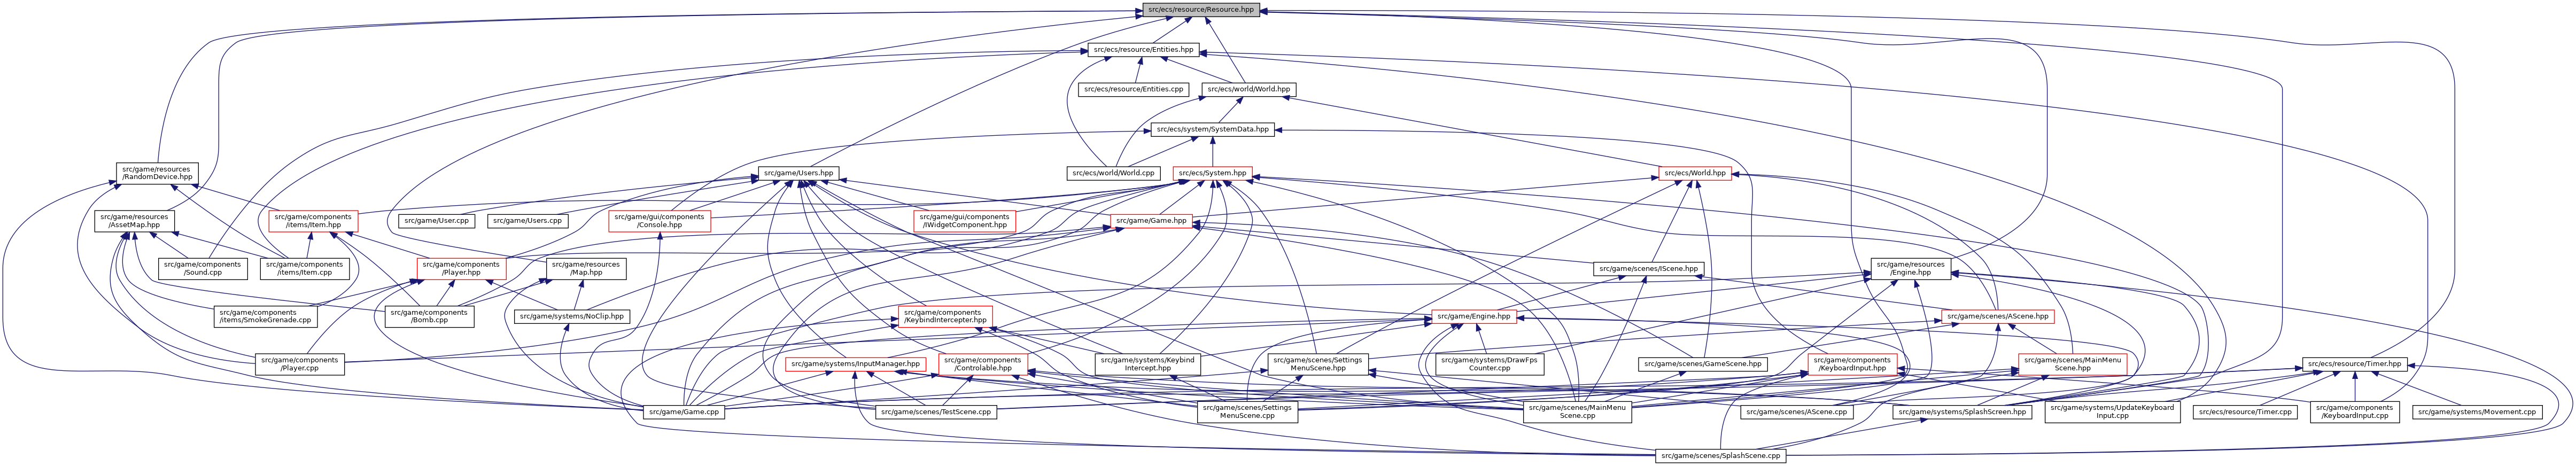 src/ecs/resource/Resource.hpp
src/ecs/resource/Entities.hpp
src/ecs/resource/Entities.cpp
src/ecs/world/World.hpp
src/ecs/system/SystemData.hpp
src/game/resources
/RandomDevice.hpp
src/game/Users.hpp
src/ecs/world/World.cpp
src/ecs/System.hpp
src/ecs/World.hpp
src/game/resources
/AssetMap.hpp
src/game/components
/items/Item.hpp
src/game/User.cpp
src/game/Users.cpp
src/game/gui/components
/Console.hpp
src/game/gui/components
/IWidgetComponent.hpp
src/game/Game.hpp
src/game/components
/Sound.cpp
src/game/components
/items/Item.cpp
src/game/components
/Player.hpp
src/game/resources
/Map.hpp
src/game/scenes/IScene.hpp
src/game/resources
/Engine.hpp
src/game/components
/items/SmokeGrenade.cpp
src/game/components
/Bomb.cpp
src/game/systems/NoClip.hpp
src/game/components
/KeybindIntercepter.hpp
src/game/Engine.hpp
src/game/scenes/AScene.hpp
src/game/components
/Player.cpp
src/game/systems/InputManager.hpp
src/game/components
/Controlable.hpp
src/game/systems/Keybind
Intercept.hpp
src/game/scenes/Settings
MenuScene.hpp
src/game/systems/DrawFps
Counter.cpp
src/game/scenes/GameScene.hpp
src/game/components
/KeyboardInput.hpp
src/game/scenes/MainMenu
Scene.hpp
src/ecs/resource/Timer.hpp
src/game/Game.cpp
src/game/scenes/TestScene.cpp
src/game/scenes/Settings
MenuScene.cpp
src/game/scenes/MainMenu
Scene.cpp
src/game/scenes/AScene.cpp
src/game/systems/SplashScreen.hpp
src/game/systems/UpdateKeyboard
Input.cpp
src/ecs/resource/Timer.cpp
src/game/components
/KeyboardInput.cpp
src/game/systems/Movement.cpp
src/game/scenes/SplashScene.cpp